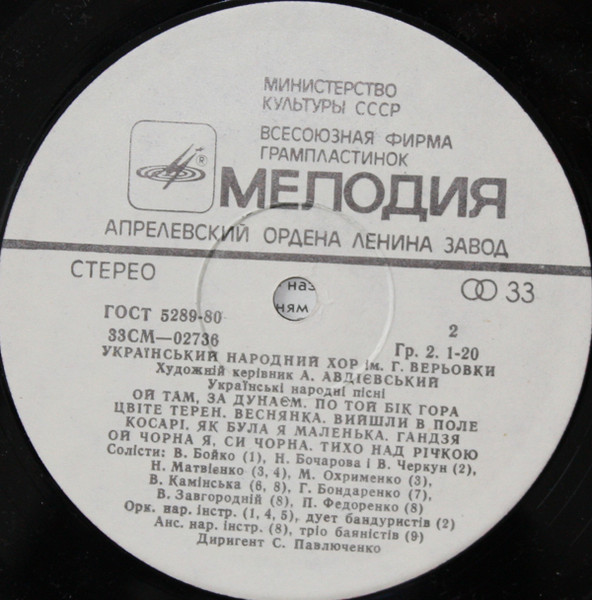 МИНИСТЕРСТВО
КУЛЬТУРЫ СССР
ВСЕСОЮЗНАЯ ФИРМА
ГРАМПЛАСТИНОК
®
МЕЛОДИЯ
АПРЕЛЕВСКИЙ ОРДЕНА ЛЕНИНА ЗАВОД
СТЕРЕО
33
ГОСТ 5289-80
33СМ—02736
2
Гр. 2. 1-20
УКРАЇНСЬКИЙ НАРОДНИЙ ХОР ім. Г. ВЕРЬОВКИ
Художній керівник А. АВДІЄВСЬКИЙ
Українські народні пісні
ОЙ ТАМ, ЗА ДУНАЄМ. ПО ТОЙ БІК ГОРА
ЦВІТЕ ТЕРЕН. ВЕСНЯНКА. ВИЙШЛИ В ПОЛЕ
КОСАРІ. ЯК БУЛА Я МАЛЕНЬКА. ГАНДЗЯ
ОЙ ЧОРНА Я, СИ ЧОРНА. ТИХО НАД РІЧКОЮ
Солісти: В. Бойко (1), Н. Бочарова і В. Черкун (2),
Н. Матвієнко (3, 4), М. Охрименко (3),
В. Камінська (6, 8), Г. Бондаренко (7),
В. Завгородній (8), П. Федоренко (8)
Орк. нар. інстр. (1, 4, 5), дует бандуристів (2)
Анс. нар. інстр. (8), тріо баяністів (9)
Диригент С. Павлюченко